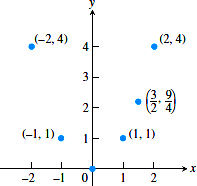 y
(−2, 4) (2, 4)
4
3
(3/2, 9/4)
2
(−1, 1) 1 (1, 1)
−2 −1 0 1 2 x